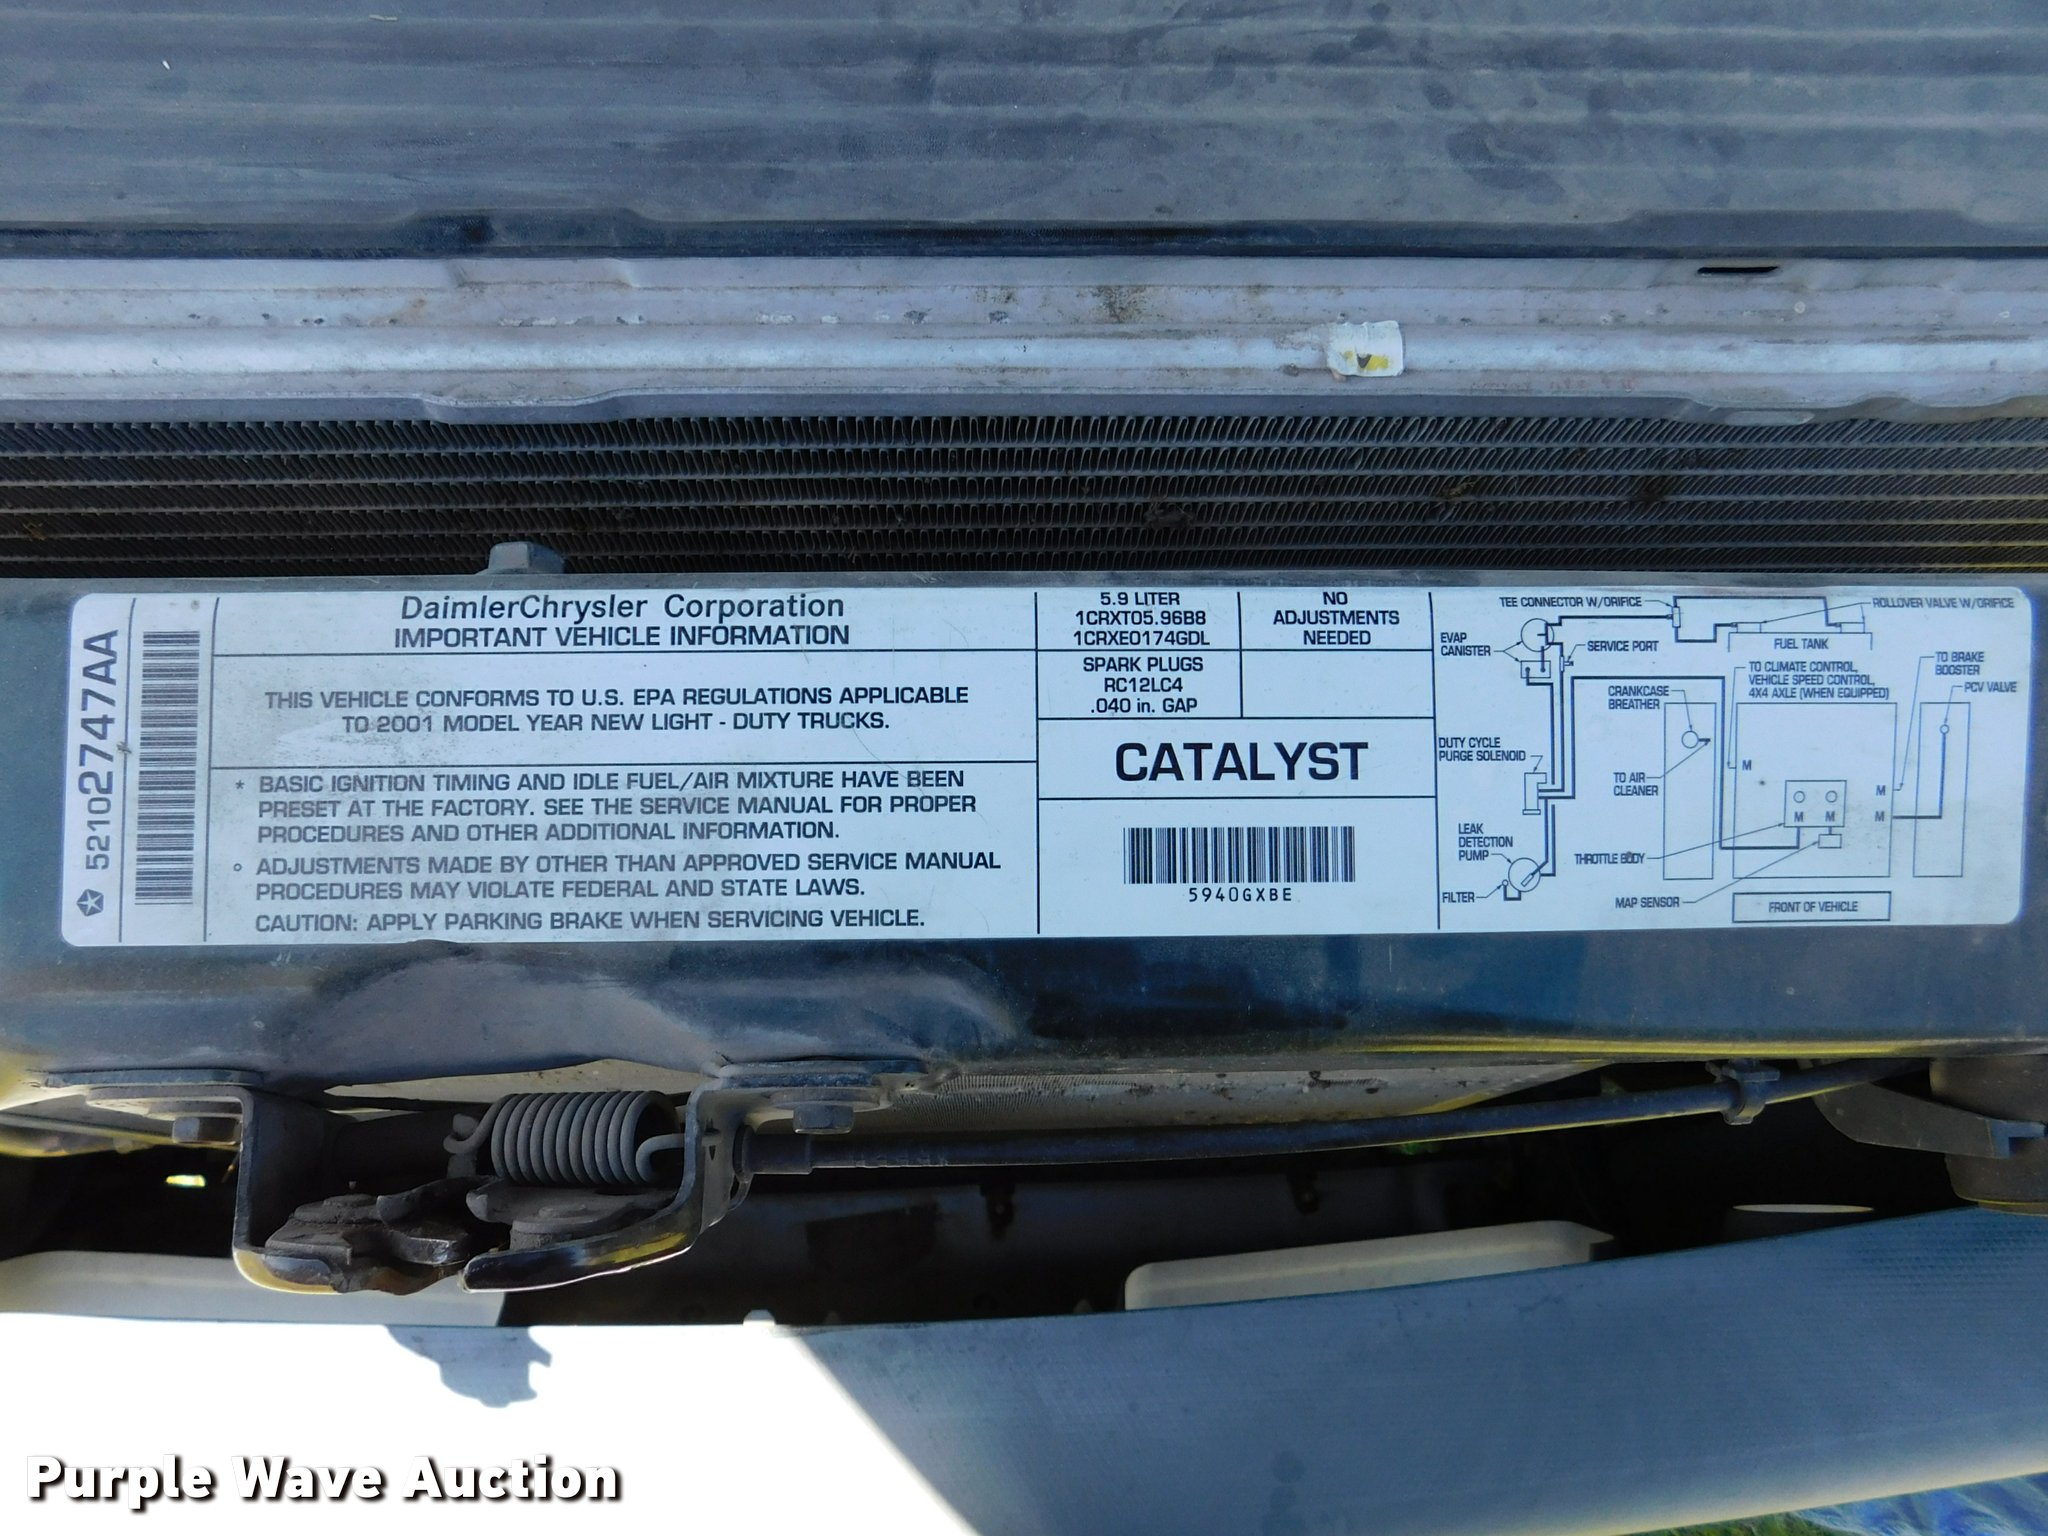 52102747AA
DaimlerChrysler Corporation
IMPORTANT VEHICLE INFORMATION
THIS VEHICLE CONFORMS TO U.S. EPA REGULATIONS APPLICABLE
TO 2001 MODEL YEAR NEW LIGHT - DUTY TRUCKS.
* BASIC IGNITION TIMING AND IDLE FUEL/AIR MIXTURE HAVE BEEN
PRESET AT THE FACTORY. SEE THE SERVICE MANUAL FOR PROPER
PROCEDURES AND OTHER ADDITIONAL INFORMATION.
° ADJUSTMENTS MADE BY OTHER THAN APPROVED SERVICE MANUAL
PROCEDURES MAY VIOLATE FEDERAL AND STATE LAWS.
CAUTION: APPLY PARKING BRAKE WHEN SERVICING VEHICLE.
5.9 LITER
1CRXT05.96B8
1CRXE0174GDL
NO
ADJUSTMENTS
NEEDED
SPARK PLUGS
RC12LC4
.040 in. GAP
CATALYST
5940GXBE
TEE CONNECTOR W/ORIFICE
ROLLOVER VALVE W/ORIFICE
EVAP
CANISTER
SERVICE PORT
FUEL TANK
TO CLIMATE CONTROL,
VEHICLE SPEED CONTROL,
4X4 AXLE (WHEN EQUIPPED)
TO BRAKE
BOOSTER
PCV VALVE
CRANKCASE
BREATHER
DUTY CYCLE
PURGE SOLENOID
TO AIR
CLEANER
M
M
M M
M
LEAK
DETECTION
PUMP
THROTTLE BODY
FILTER
MAP SENSOR
FRONT OF VEHICLE
Purple Wave Auction